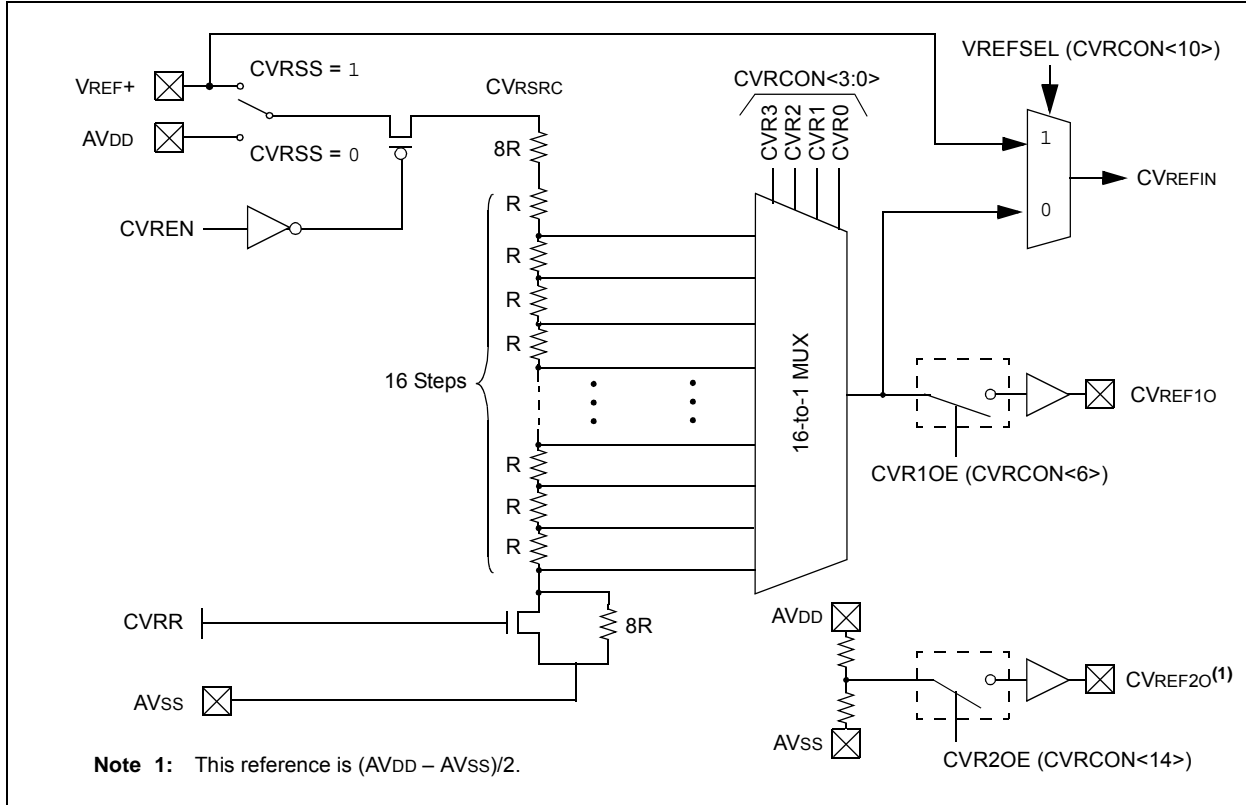 VREFSEL (CVRCON<10>)
VREF+
CVRSS = 1
CVRSRC
CVRCON<3:0>
CVR3
CVR2
CVR1
CVR0
AVDD
CVRSS = 0
8R
1
CVREFIN
0
CVREN
R
R
R
R
16 Steps
16-to-1 MUX
CVREF1O
CVR1OE (CVRCON<6>)
R
R
R
CVRR
8R
AVDD
AVSS
CVREF2O(1)
AVSS
CVR2OE (CVRCON<14>)
Note 1: This reference is (AVDD – AVSS)/2.